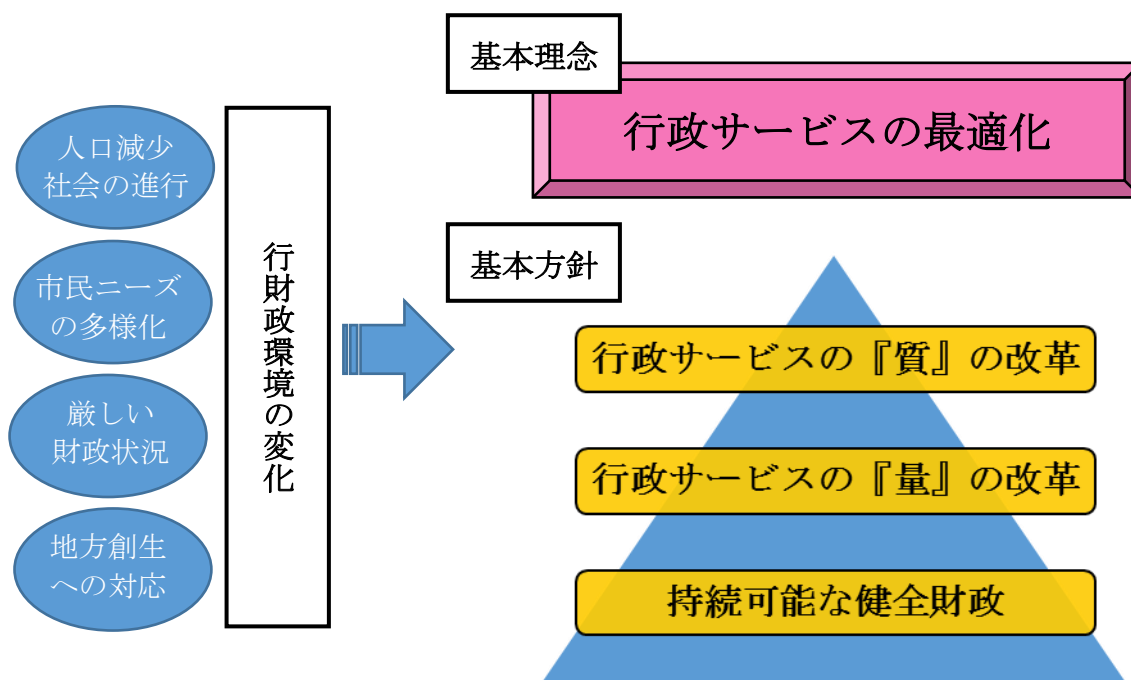 人口減少
社会の進行
市民ニーズ
の多様化
厳しい
財政状況
地方創生
への対応
行財政環境の変化
基本理念
行政サービスの最適化
基本方針
行政サービスの『質』の改革
行政サービスの『量』の改革
持続可能な健全財政